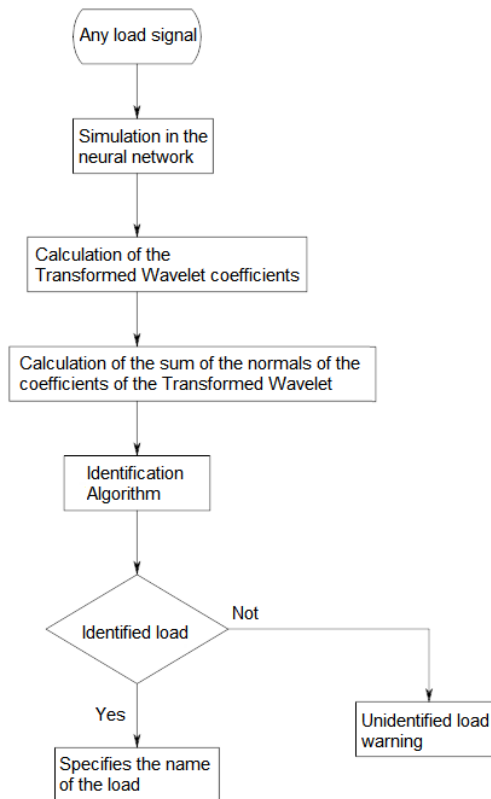 Any load signal
Simulation in the
neural network
Calculation of the
Transformed Wavelet coefficients
Calculation of the sum of the normals of the
coefficients of the Transformed Wavelet
Identification
Algorithm
Identified load
Not
Yes
Unidentified load
warning
Specifies the name
of the load